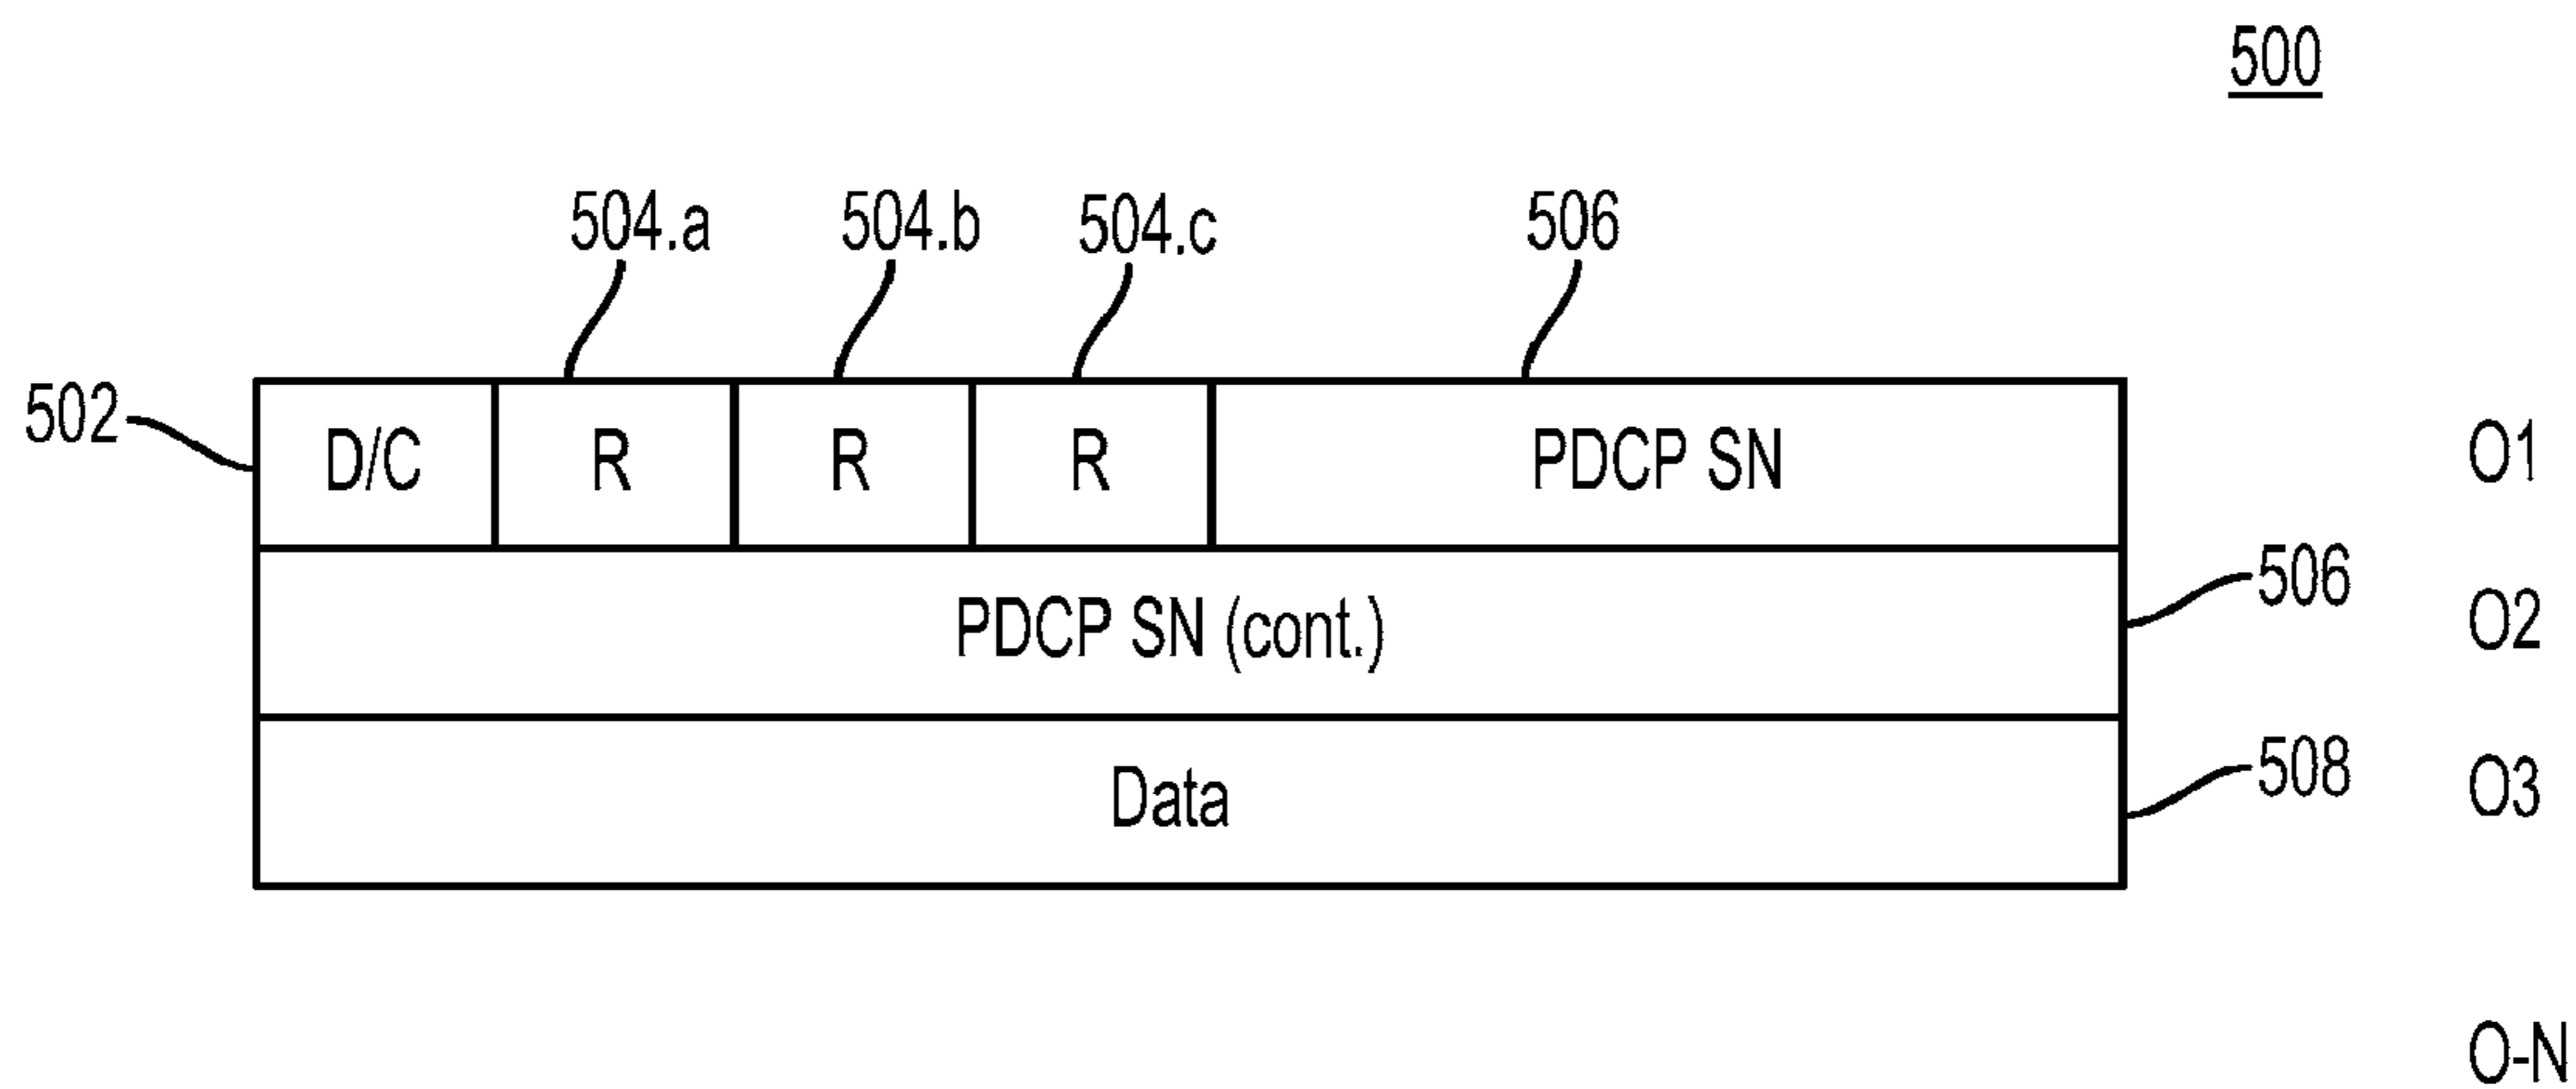 500
504.a 504.b 504.c 506
502 D/C R R R PDCP SN O1
PDCP SN (cont.) 506 O2
Data 508 O3
O-N